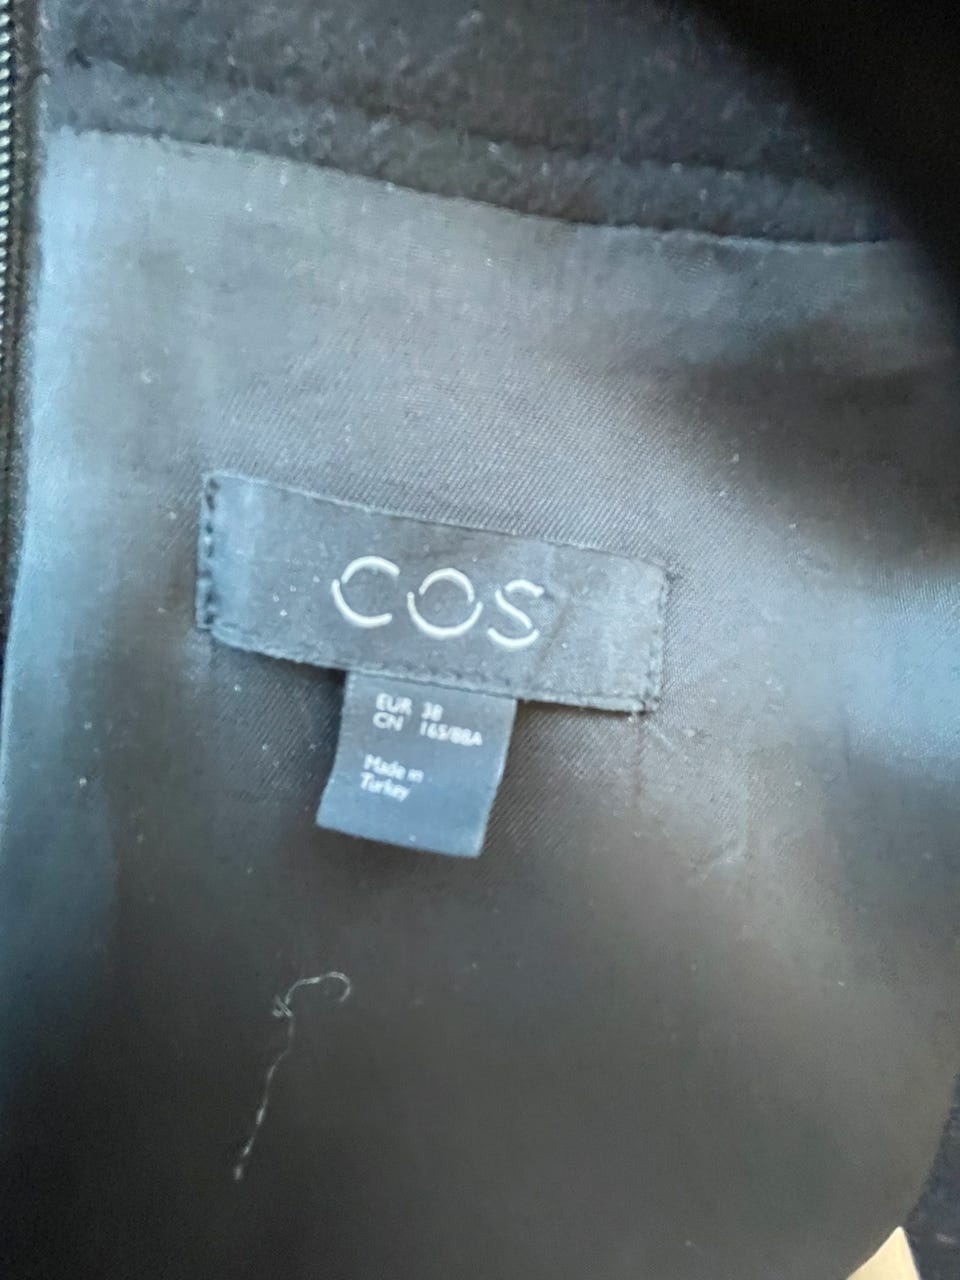 COS
EUR 38
CN 165/88A
Made in
Turkey